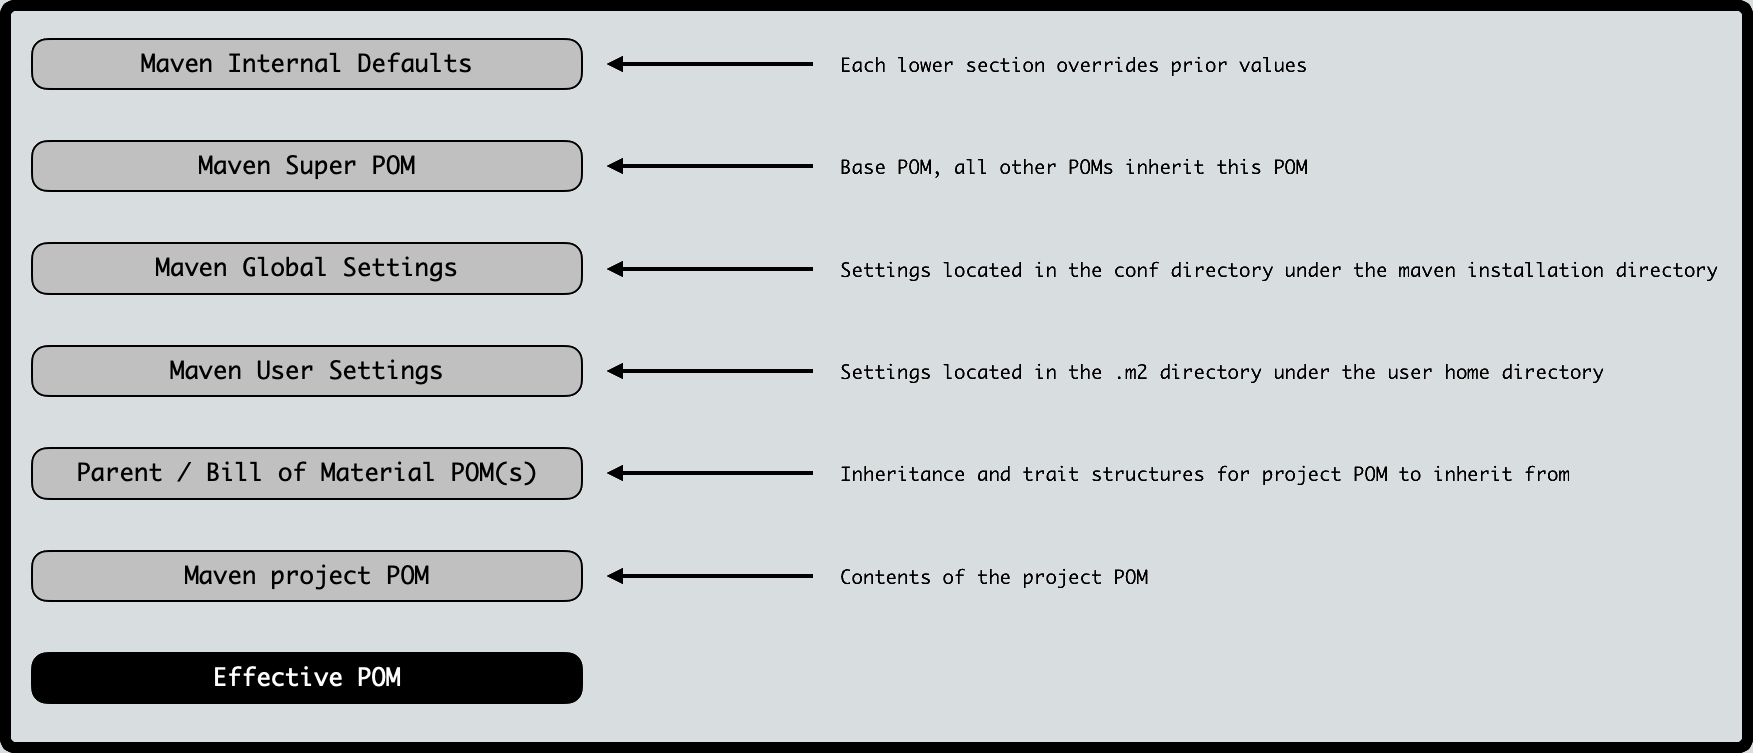 Maven Internal Defaults
Each lower section overrides prior values
Maven Super POM
Base POM, all other POMs inherit this POM
Maven Global Settings
Settings located in the conf directory under the maven installation directory
Maven User Settings
Settings located in the .m2 directory under the user home directory
Parent / Bill of Material POM(s)
Inheritance and trait structures for project POM to inherit from
Maven project POM
Contents of the project POM
Effective POM